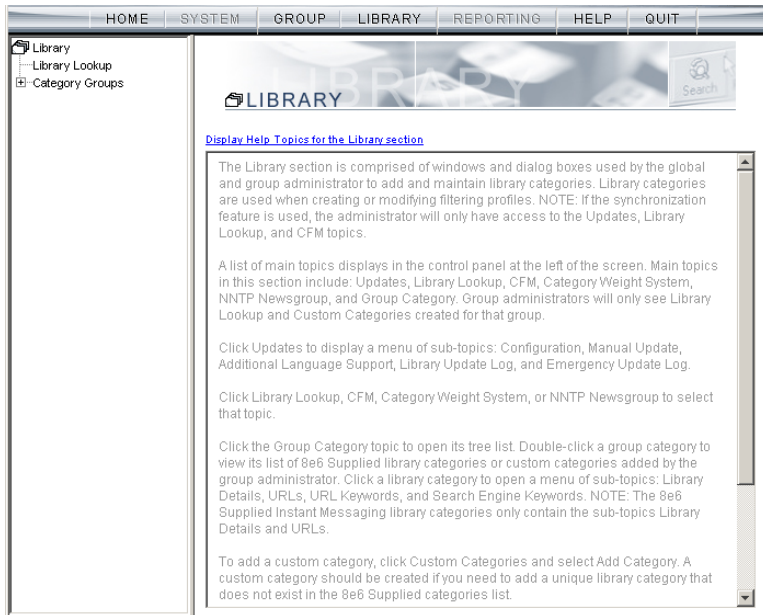 HOME SYSTEM GROUP LIBRARY REPORTING HELP QUIT
Library
Library Lookup
Category Groups
LIBRARY
LIBRARY
Search
Display Help Topics for the Library section
The Library section is comprised of windows and dialog boxes used by the global
and group administrator to add and maintain library categories. Library categories
are used when creating or modifying filtering profiles. NOTE: If the synchronization
feature is used, the administrator will only have access to the Updates, Library
Lookup, and CFM topics.
A list of main topics displays in the control panel at the left of the screen. Main topics
in this section include: Updates, Library Lookup, CFM, Category Weight System,
NNTP Newsgroup, and Group Category. Group administrators will only see Library
Lookup and Custom Categories created for that group.
Click Updates to display a menu of sub-topics: Configuration, Manual Update,
Additional Language Support, Library Update Log, and Emergency Update Log.
Click Library Lookup, CFM, Category Weight System, or NNTP Newsgroup to select
that topic.
Click the Group Category topic to open its tree list. Double-click a group category to
view its list of 8e6 Supplied library categories or custom categories added by the
group administrator. Click a library category to open a menu of sub-topics: Library
Details, URLs, URL Keywords, and Search Engine Keywords. NOTE: The 8e6
Supplied Instant Messaging library categories only contain the sub-topics Library
Details and URLs.
To add a custom category, click Custom Categories and select Add Category. A
custom category should be created if you need to add a unique library category that
does not exist in the 8e6 Supplied categories list.